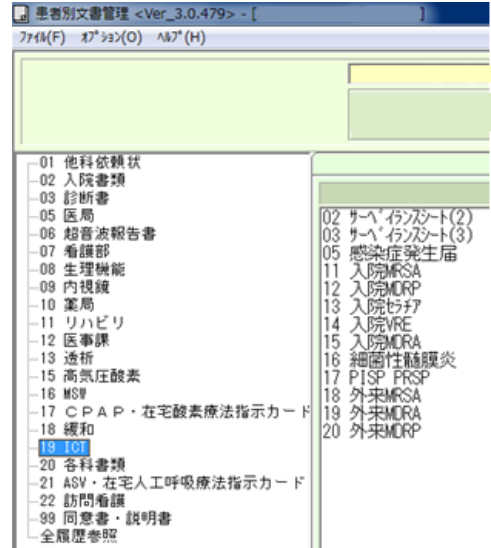 患者別文書管理 <Ver_3.0.479> - [ ]
ファイル(F) オプション(O) ヘルプ(H)
01 他科依頼状
02 入院書類
03 診断書
05 医局
06 超音波報告書
07 看護部
08 生理機能
09 内視鏡
10 薬局
11 リハビリ
12 医事課
13 透析
15 高気圧酸素
16 MSW
17 CPAP・在宅酸素療法指示カード
18 緩和
19 ICT
20 各科書類
21 ASV・在宅人工呼吸療法指示カード
22 訪問看護
99 同意書・説明書
全履歴参照
02 サーベイランスシート(2)
03 サーベイランスシート(3)
05 感染症発生届
11 入院MRSA
12 入院MDRP
13 入院セラチア
14 入院VRE
15 入院MDRA
16 細菌性髄膜炎
17 PISP PRSP
18 外来MRSA
19 外来MDRA
20 外来MDRP